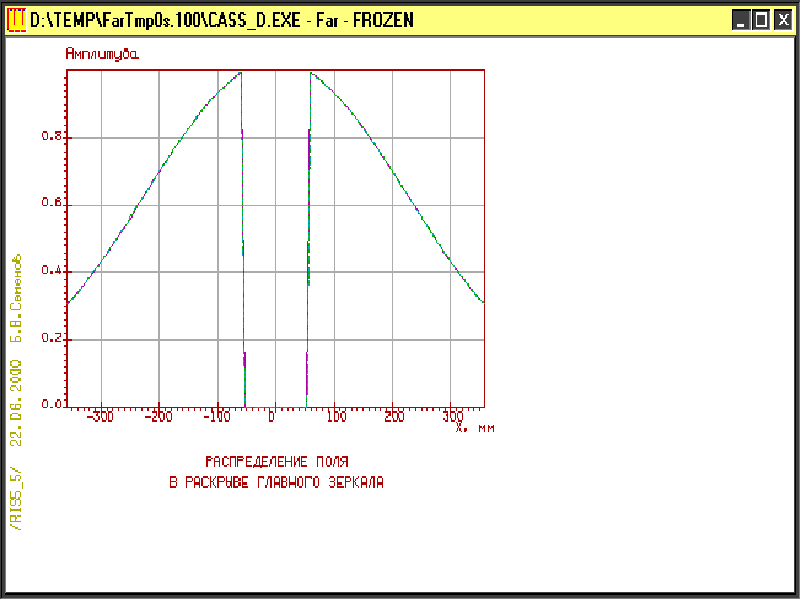 D:\TEMP\FarTmp0s.100\CASS_D.EXE - Far - FROZEN
Амплитуда
0.8
0.6
0.4
0.2
0.0
-300 -200 -100 0 100 200 300
X, мм
РАСПРЕДЕЛЕНИЕ ПОЛЯ
В РАСКРЫВЕ ГЛАВНОГО ЗЕРКАЛА
/RIS5_5/ 22.06.2000 Б.В.Семенов